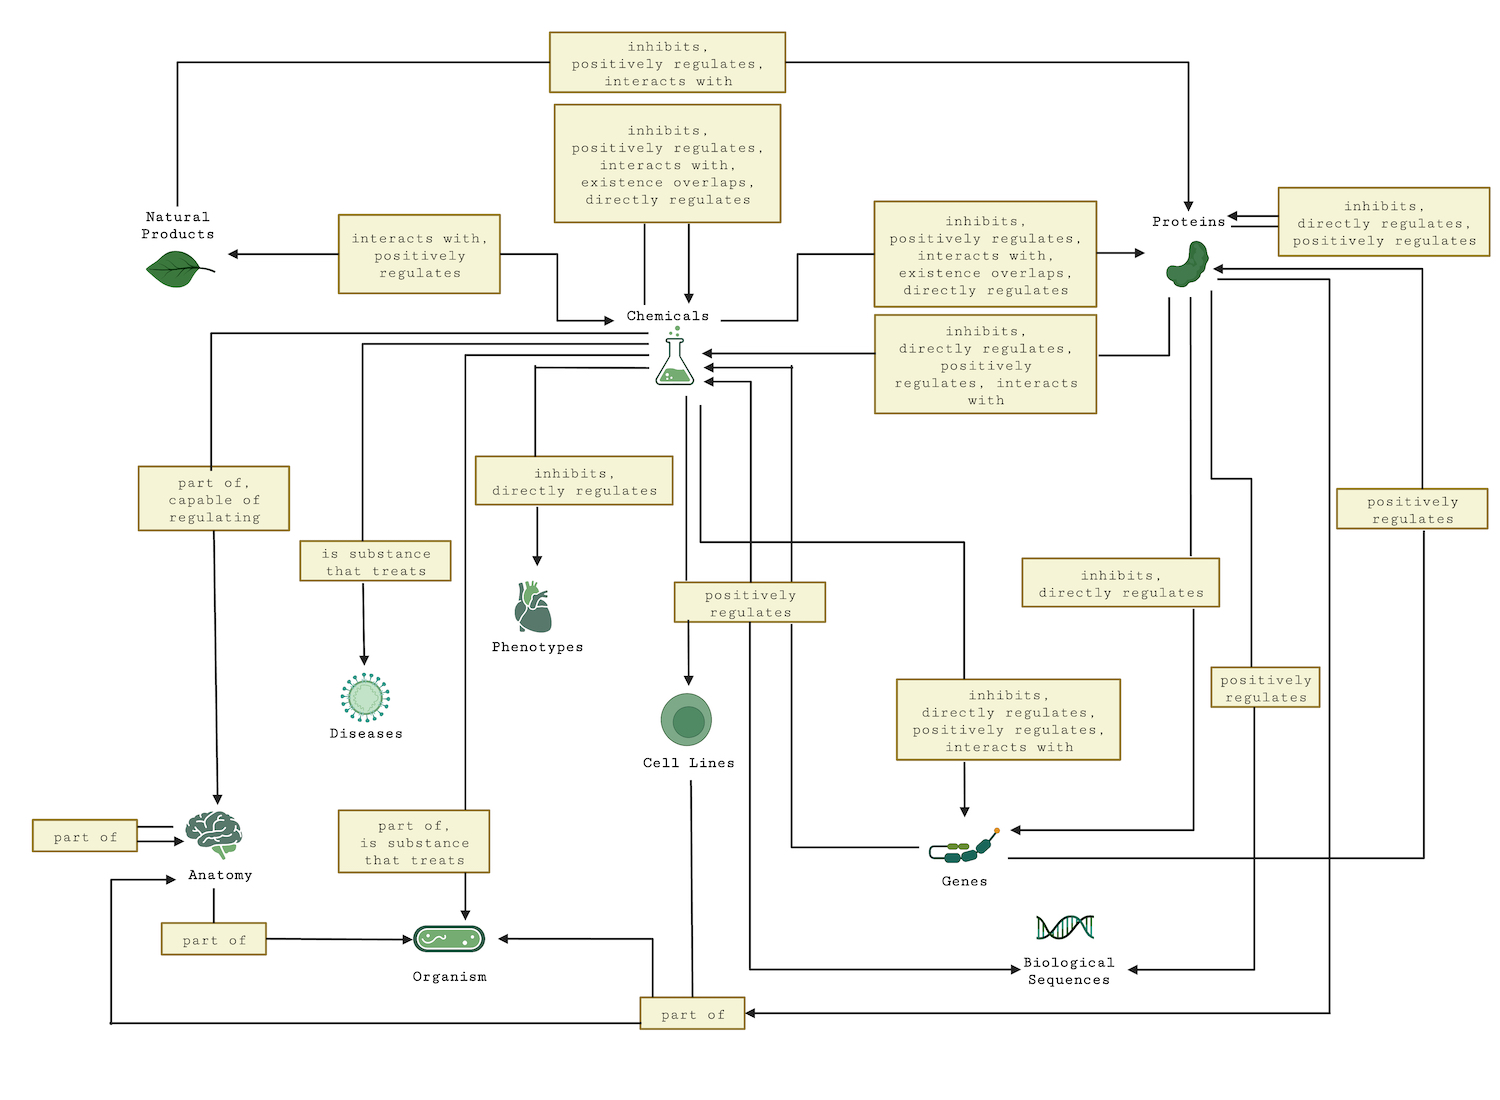 inhibits,
positively regulates,
interacts with
inhibits,
positively regulates,
interacts with,
existence overlaps,
directly regulates
Natural
Products
interacts with,
positively
regulates
inhibits,
positively regulates,
interacts with,
existence overlaps,
directly regulates
Proteins
inhibits,
directly regulates,
positively regulates
Chemicals
inhibits,
directly regulates,
positively
regulates, interacts
with
part of,
capable of
regulating
inhibits,
directly regulates
positively
regulates
is substance
that treats
inhibits,
directly regulates
positively
regulates
Phenotypes
positively
regulates
inhibits,
directly regulates,
positively regulates,
interacts with
Diseases
Cell Lines
part of
part of,
is substance
that treats
Anatomy
Genes
part of
Organism
Biological
Sequences
part of